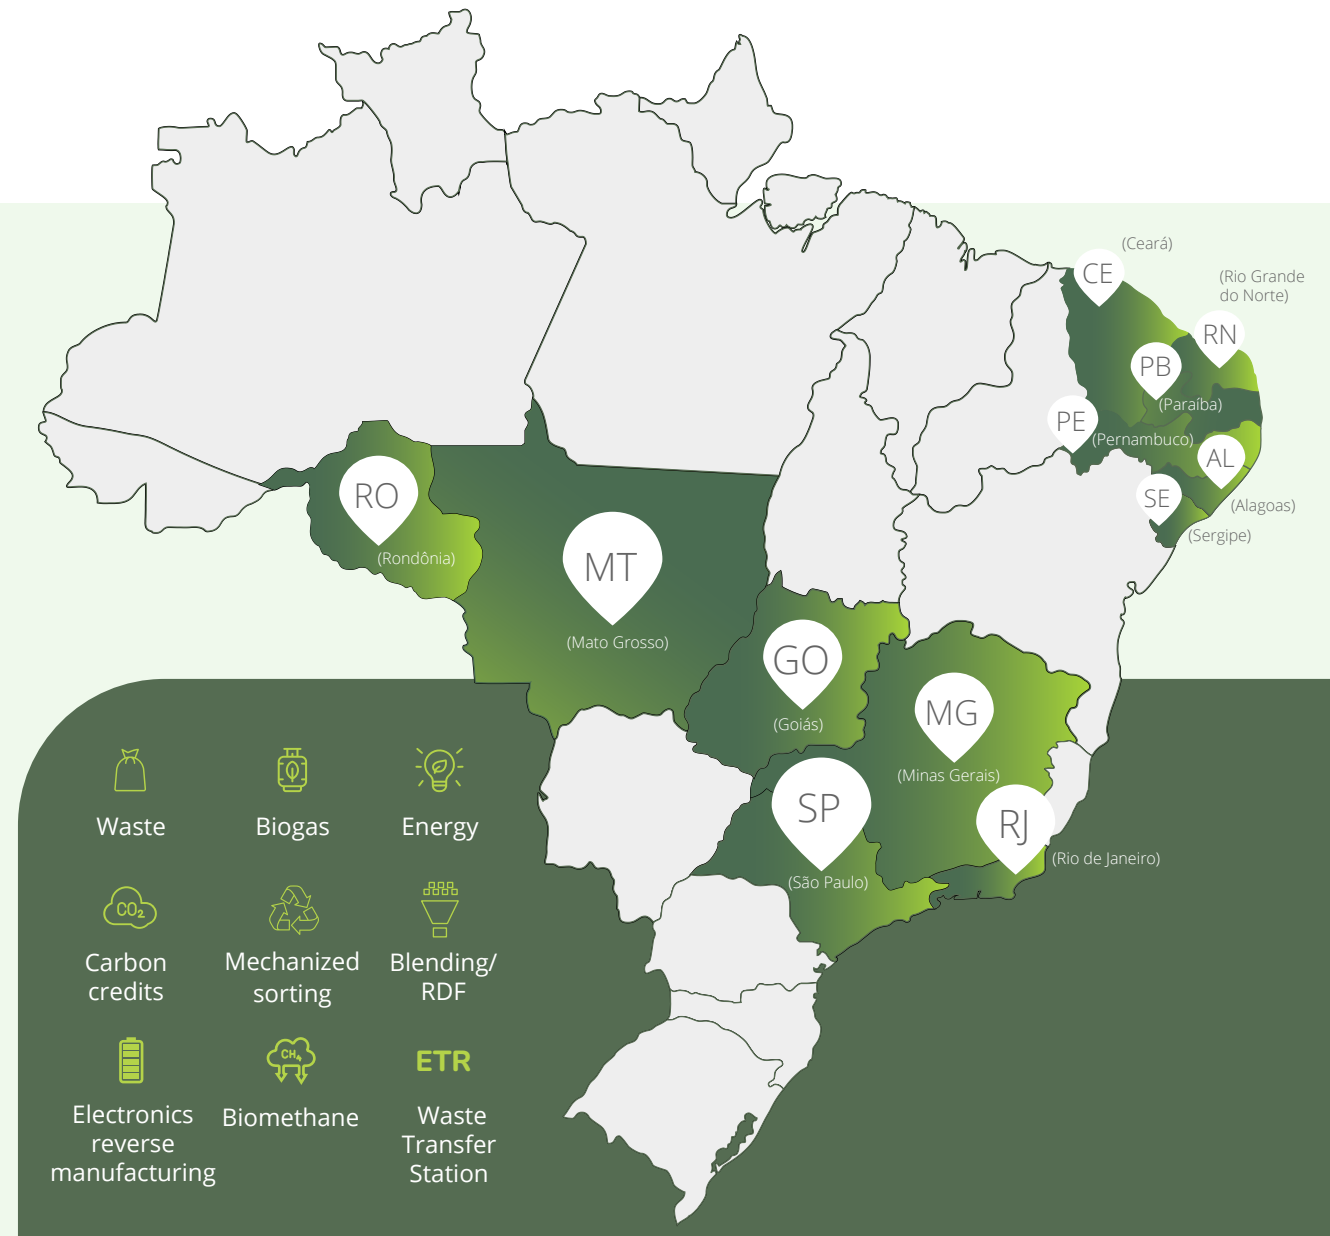 (Ceará)
CE
(Rio Grande
do Norte)
RN
PB
(Paraíba)
PE
(Pernambuco)
AL
SE
(Alagoas)
(Sergipe)
RO
(Rondônia)
MT
(Mato Grosso)
GO
(Goiás)
MG
(Minas Gerais)
SP
(São Paulo)
RJ
(Rio de Janeiro)
Waste
Biogas
Energy
CO2
Carbon
credits
Mechanized
sorting
Blending/
RDF
Electronics
reverse
manufacturing
CH4
Biomethane
ETR
Waste
Transfer
Station